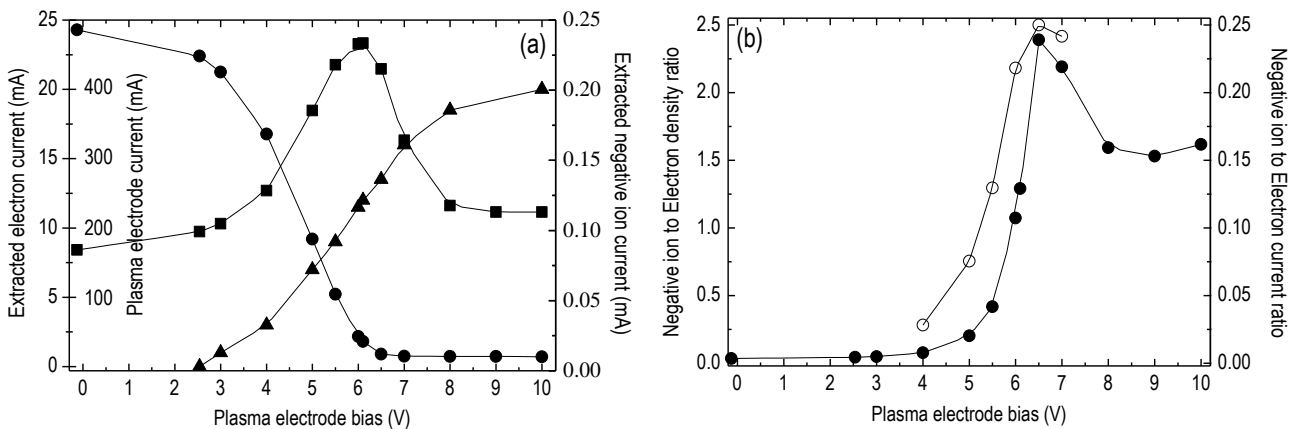 (a)
Extracted electron current (mA)
25
20
15
10
5
0
Plasma electrode current (mA)
400
300
200
100
Extracted negative ion current (mA)
0.25
0.20
0.15
0.10
0.05
0.00
0 1 2 3 4 5 6 7 8 9 10
Plasma electrode bias (V)
(b)
Negative ion to Electron density ratio
2.5
2.0
1.5
1.0
0.5
0.0
Negative ion to Electron current ratio
0.25
0.20
0.15
0.10
0.05
0.00
0 1 2 3 4 5 6 7 8 9 10
Plasma electrode bias (V)